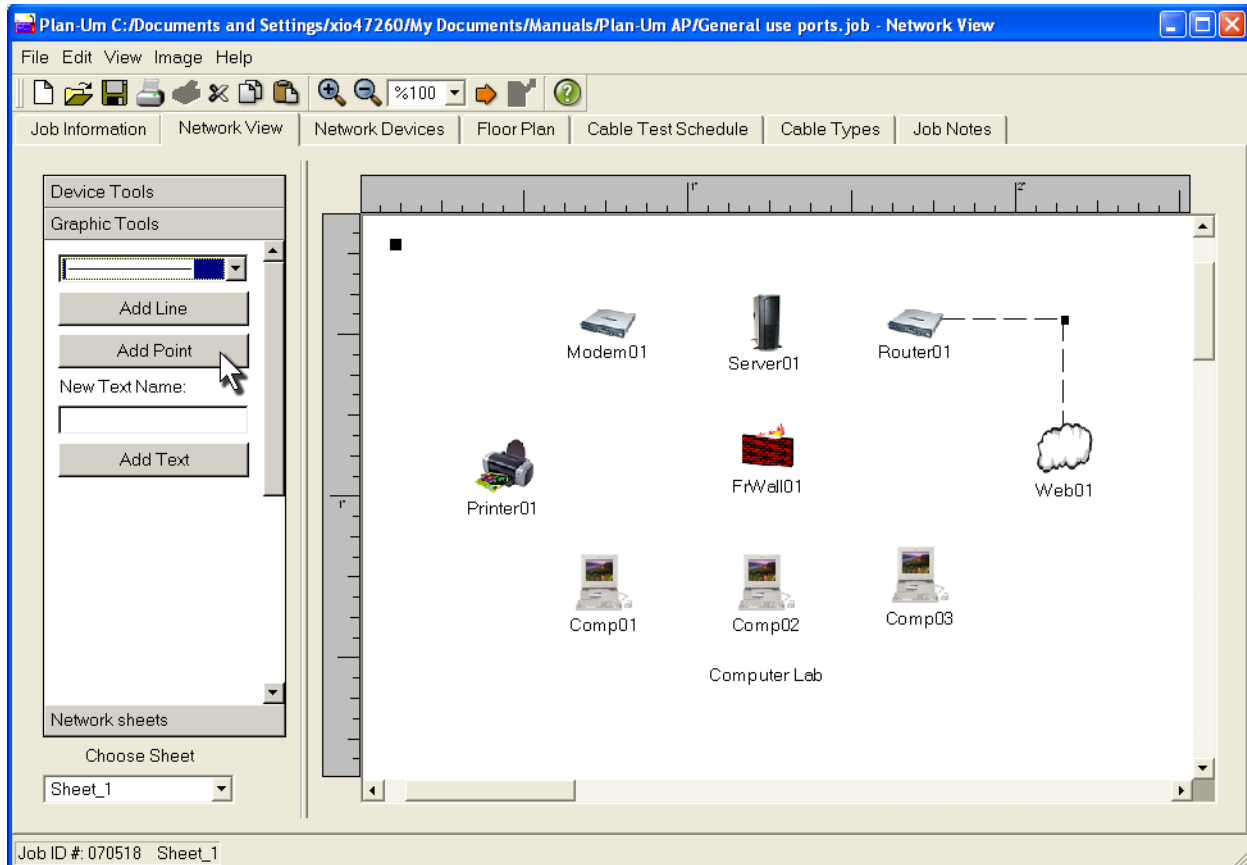 Plan-Um C:/Documents and Settings/xio47260/My Documents/Manuals/Plan-Um AP/General use ports.job - Network View
File Edit View Image Help
%100
Job Information Network View Network Devices Floor Plan Cable Test Schedule Cable Types Job Notes
Device Tools
Graphic Tools
Add Line
Add Point
New Text Name:
Add Text
Network sheets
Choose Sheet
Sheet_1
1"
2"
1"
Modem01
Server01
Router01
Printer01
FrWall01
Web01
Comp01
Comp02
Comp03
Computer Lab
Job ID #: 070518 Sheet_1